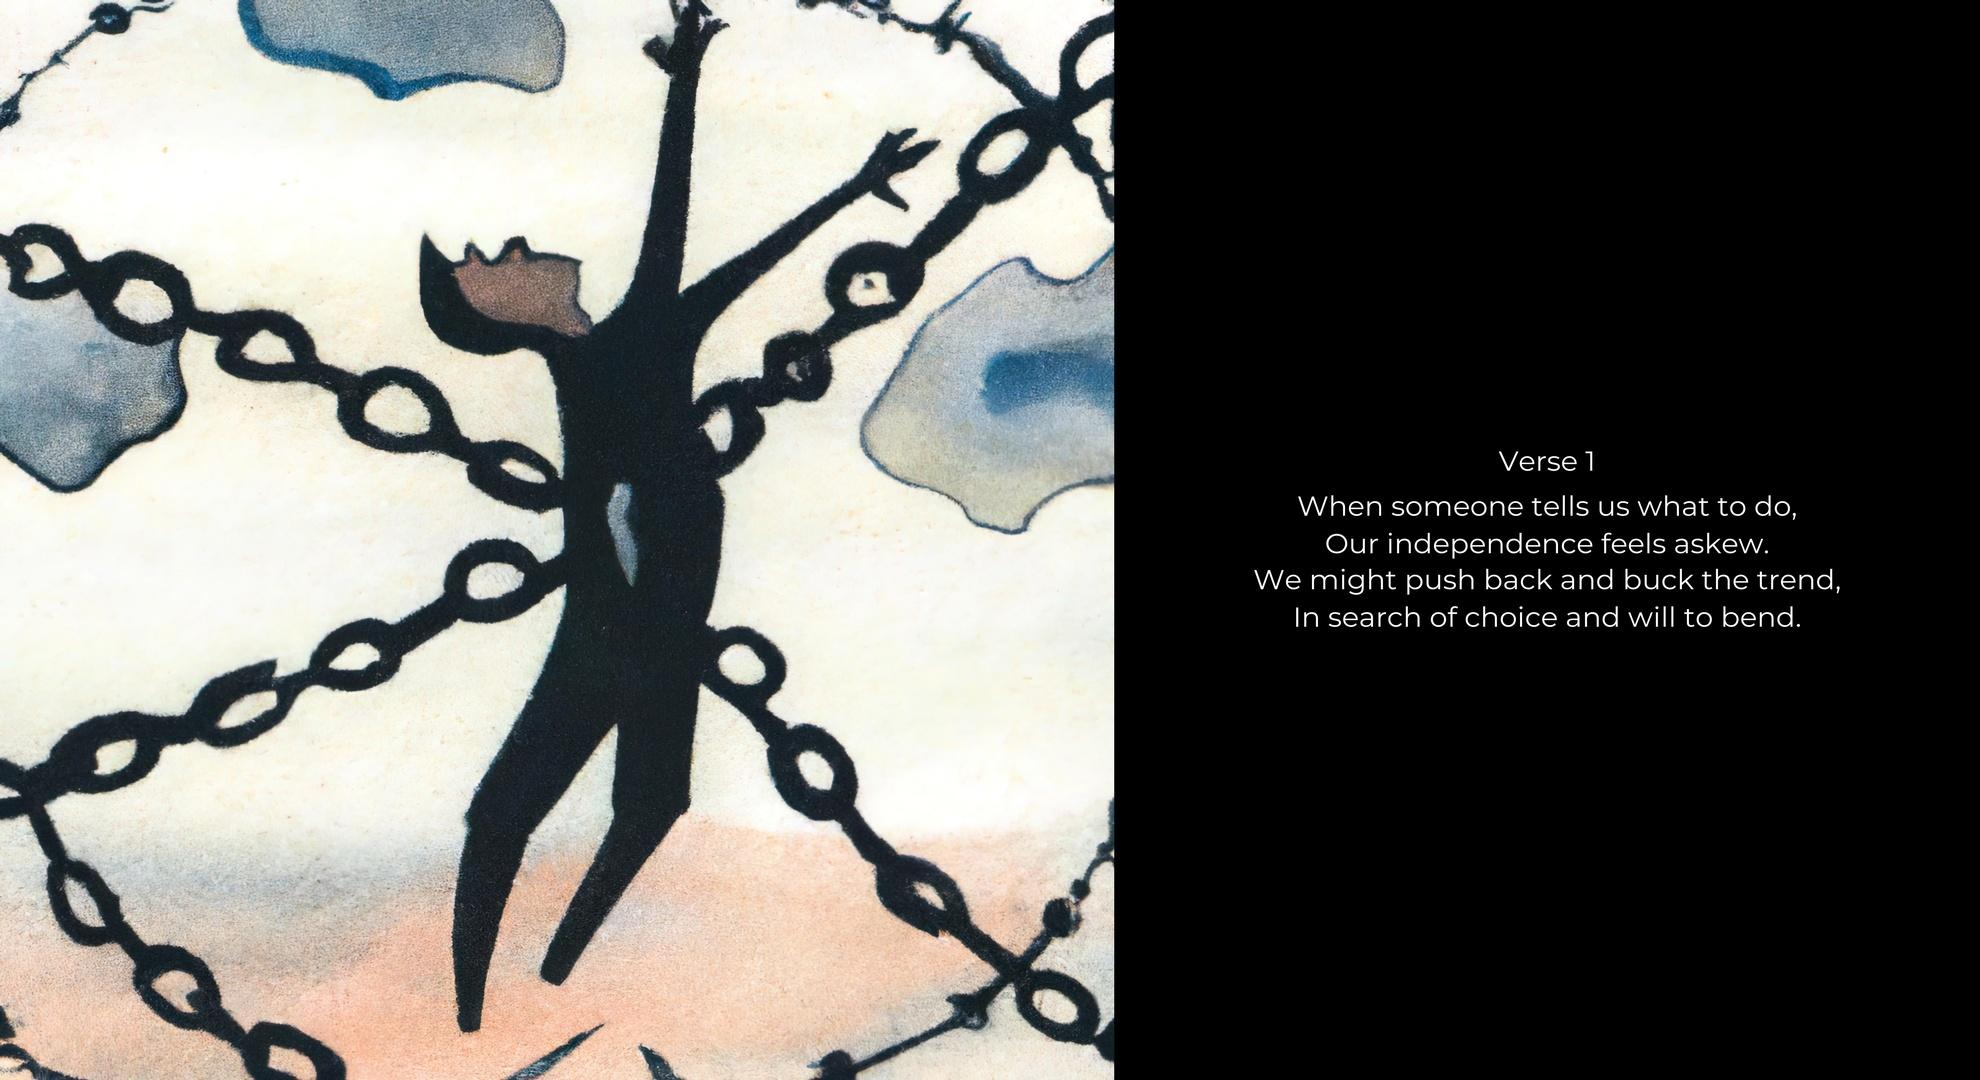 Verse 1
When someone tells us what to do,
Our independence feels askew.
We might push back and buck the trend,
In search of choice and will to bend.